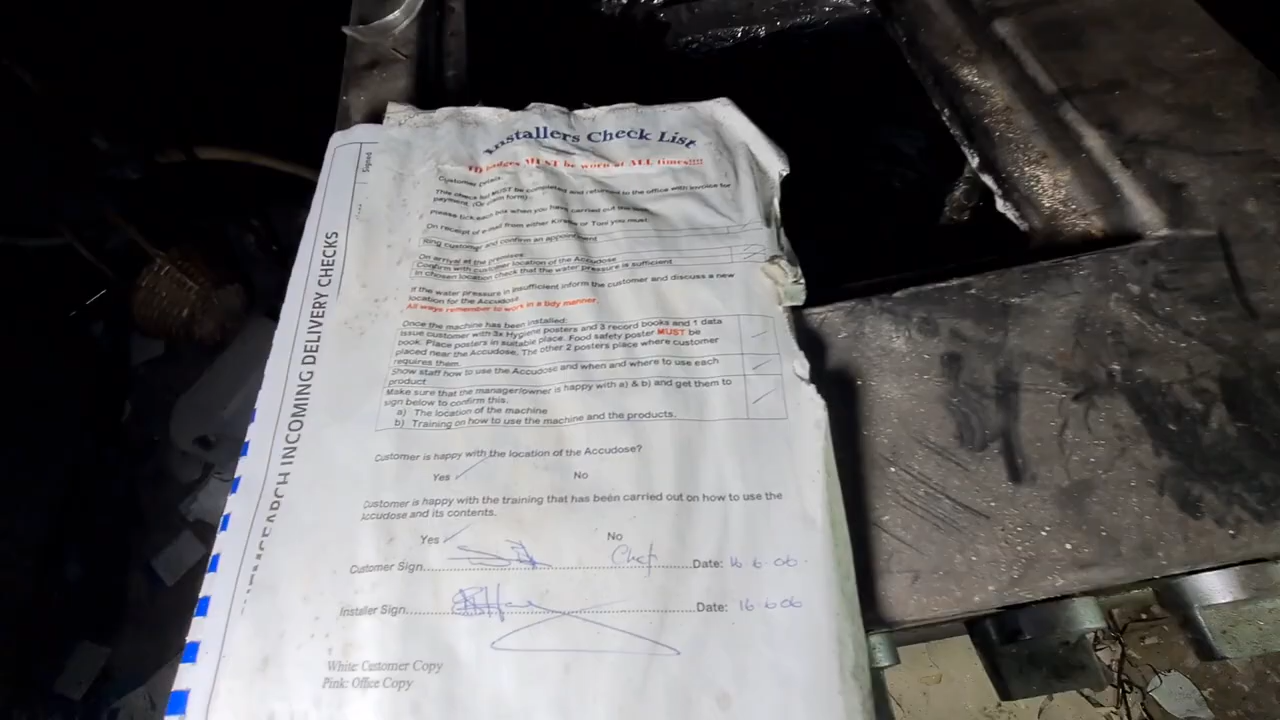 Installers Check List
ID badges MUST be worn at ALL times!!!!
Customer Details.
This check list MUST be completed and returned to the office with invoice for
payment. (Or claim form)
Please tick each box when you have carried out the
On receipt of e-mail from either or Toni you must.
Ring customer and confirm an appointment
On arrival at the premises
Confirm with customer location of the Accudose
In chosen location check that the water pressure is sufficient
If the water pressure in insufficient inform the customer and discuss a new
location for the Accudose
All ways remember to work in a tidy manner.
Once the machine has been installed:
Issue customer with 3x Hygiene posters and 3 record books and 1 data
book. Place posters in suitable place. Food safety poster MUST be
placed near the Accudose. The other 2 posters place where customer
requires them
Show staff how to use the Accudose and when and where to use each
product
Make sure that the manager/owner is happy with a) & b) and get them to
sign below to confirm this.
a) The location of the machine
b) Training on how to use the machine and the products.
Customer is happy with the location of the Accudose?
Yes No
Customer is happy with the training that has been carried out on how to use the
Accudose and its contents.
Yes No
Customer Sign. Chef Date: 16.6.06.
Installer Sign. Date: 16.6.06
White: Customer Copy
Pink: Office Copy
INCOMING DELIVERY CHECKS
Signed